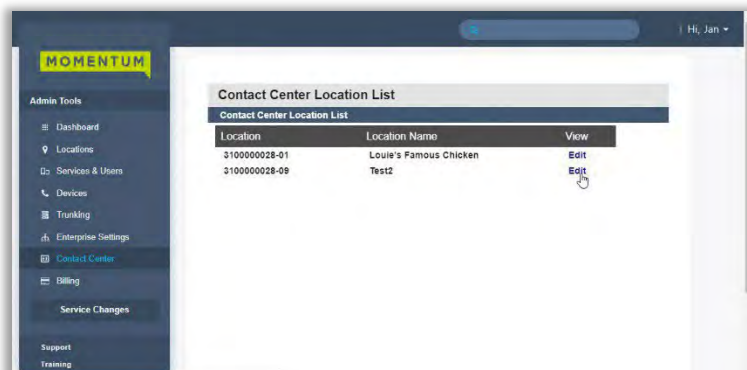 Hi, Jan
MOMENTUM
Admin Tools
Dashboard
Locations
Services & Users
Devices
Trunking
Enterprise Settings
Contact Center
Billing
Service Changes
Support
Training
Contact Center Location List
Contact Center Location List
Location Location Name View
3100000028-01 Louie's Famous Chicken Edit
3100000028-09 Test2 Edit